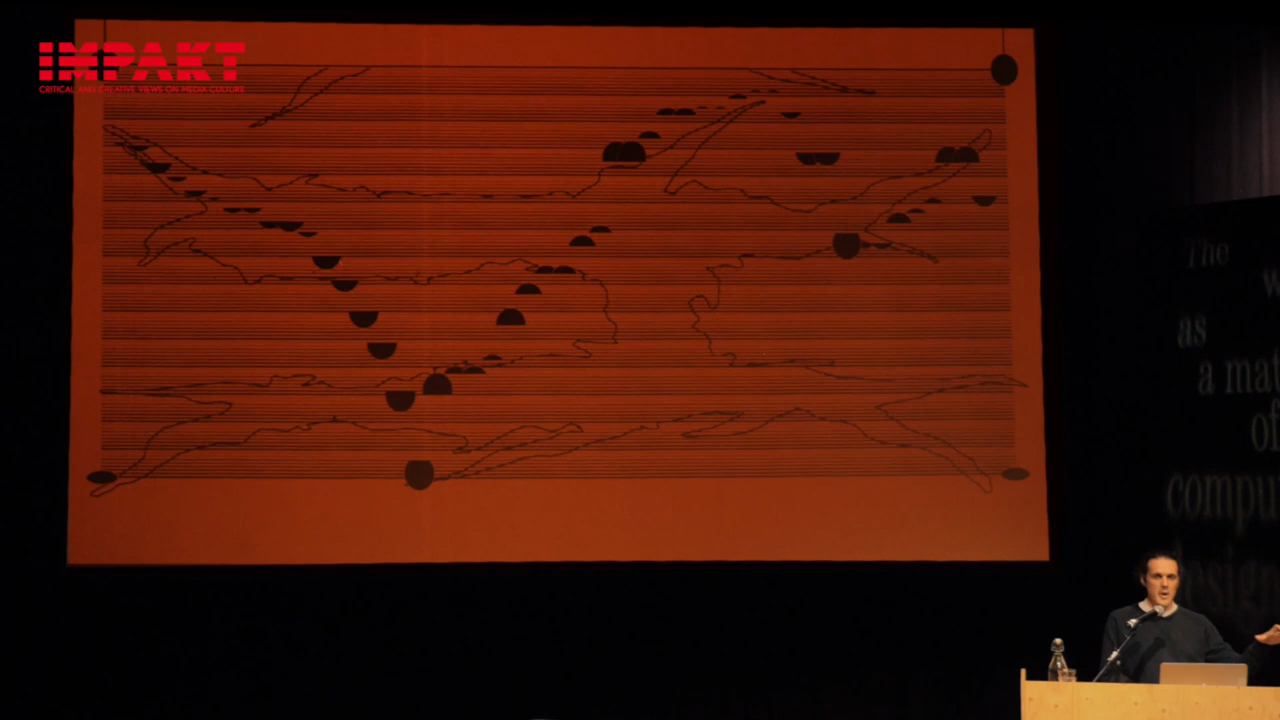 IMPAKT
CRITICAL AND CREATIVE VIEWS ON MEDIA CULTURE
The
as
a mat
of
compu